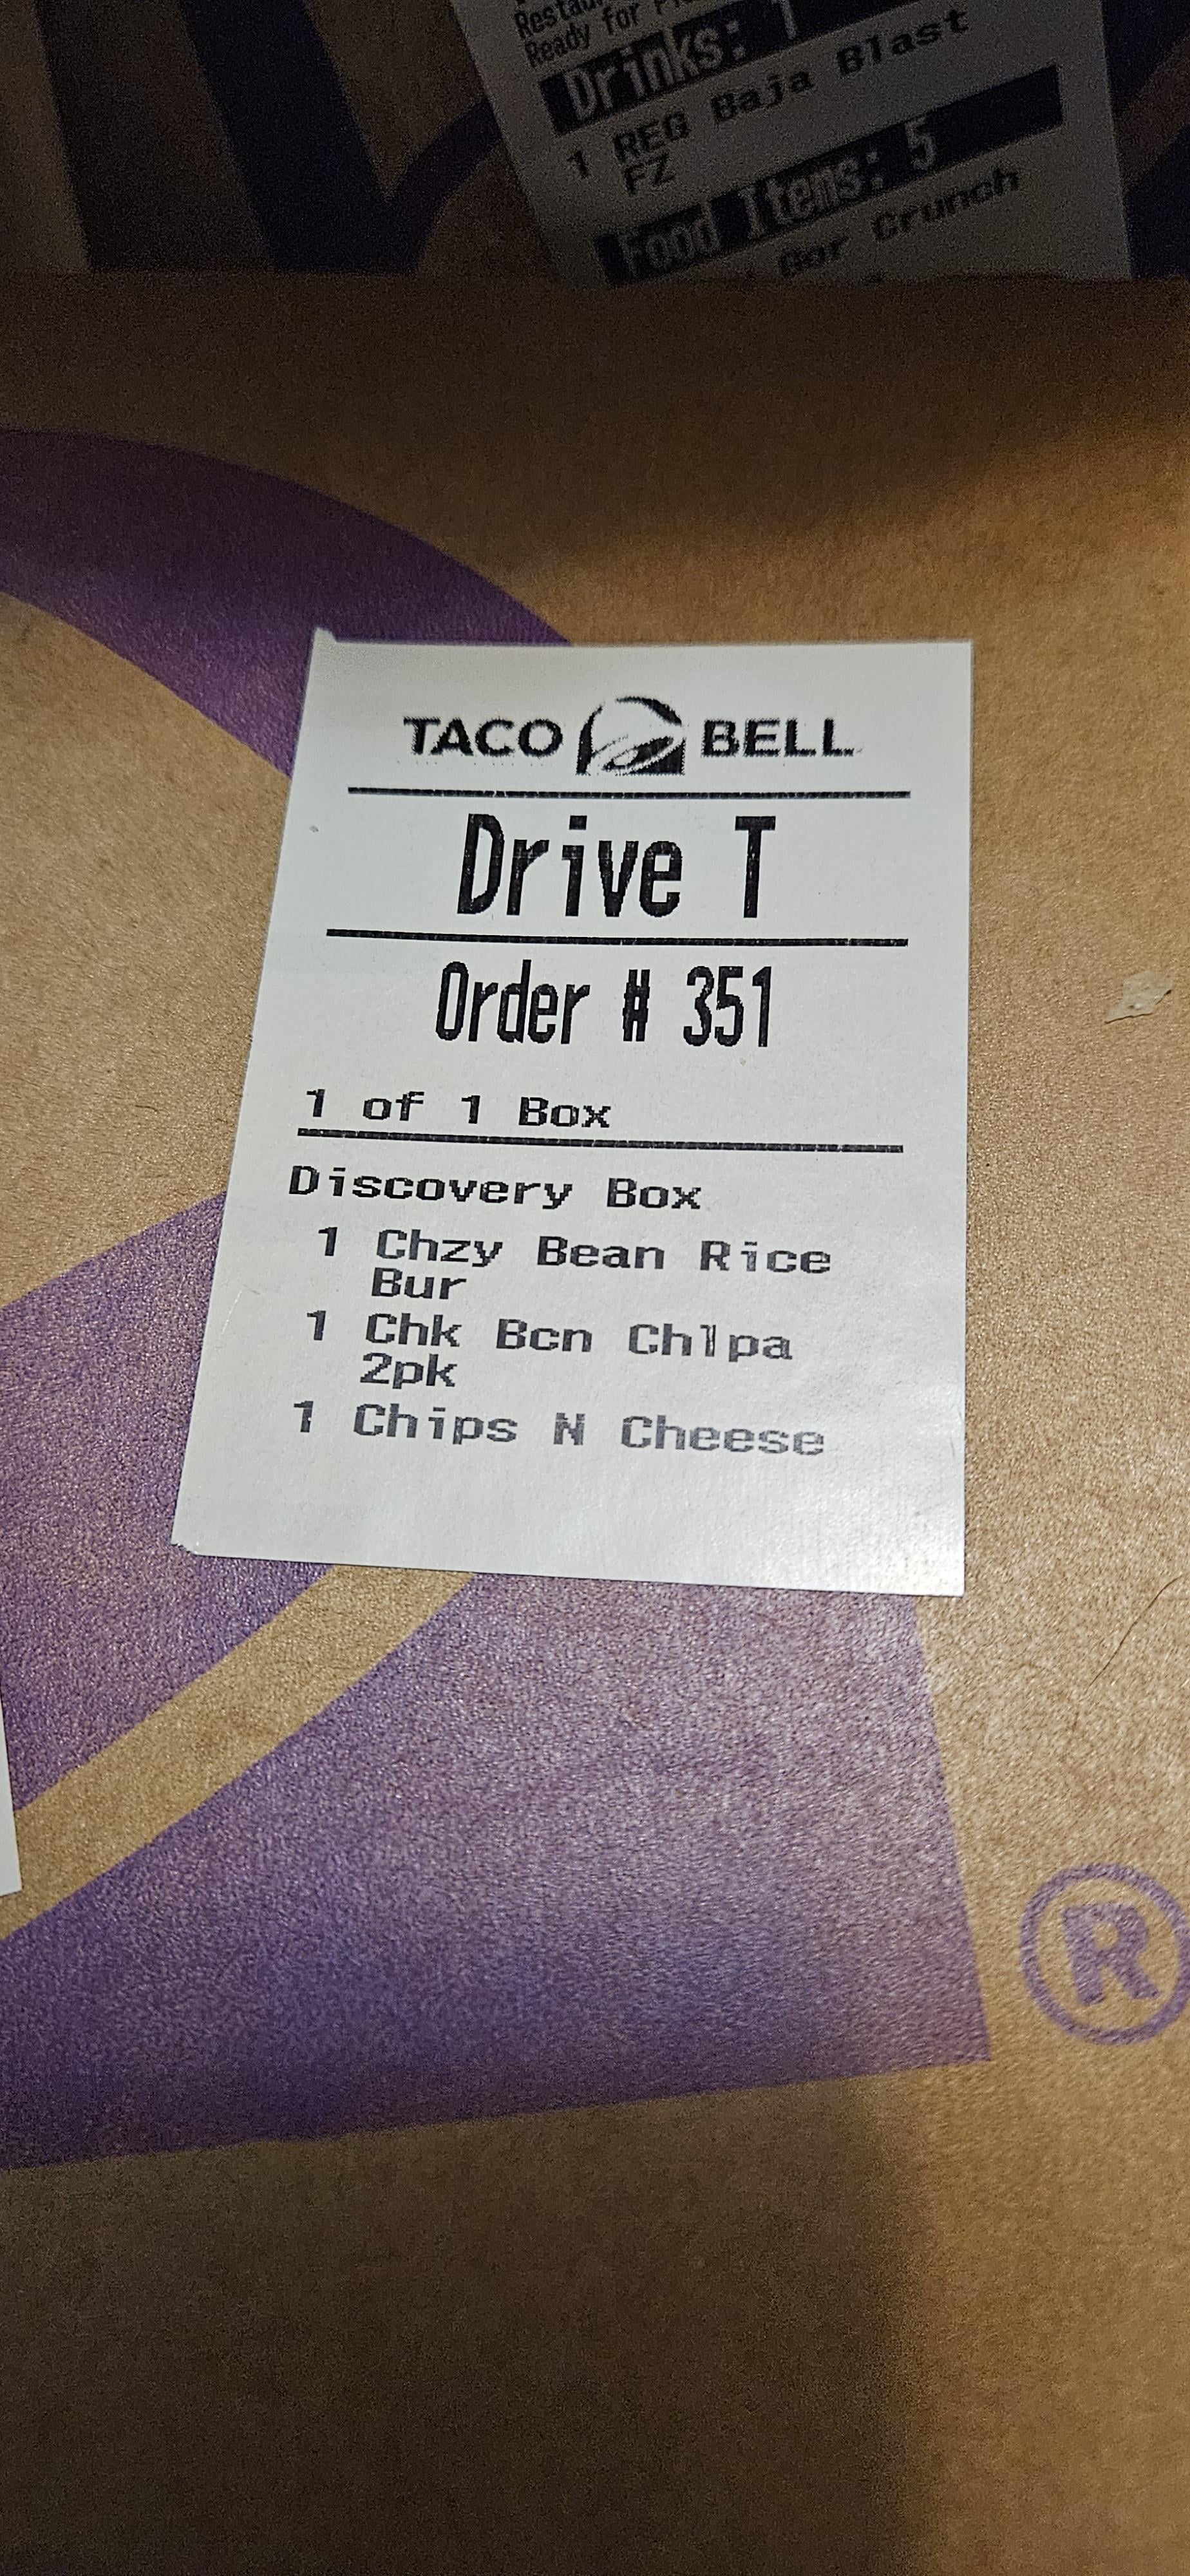 Ready for
Drinks: 1
1 REG Baja Blast
FZ
Food Items: 5
Crunch
TACO BELL
Drive T
Order # 351
1 of 1 Box
Discovery Box
1 Chzy Bean Rice
Bur
1 Chk Bcn Chlpa
2pk
1 Chips N Cheese
®